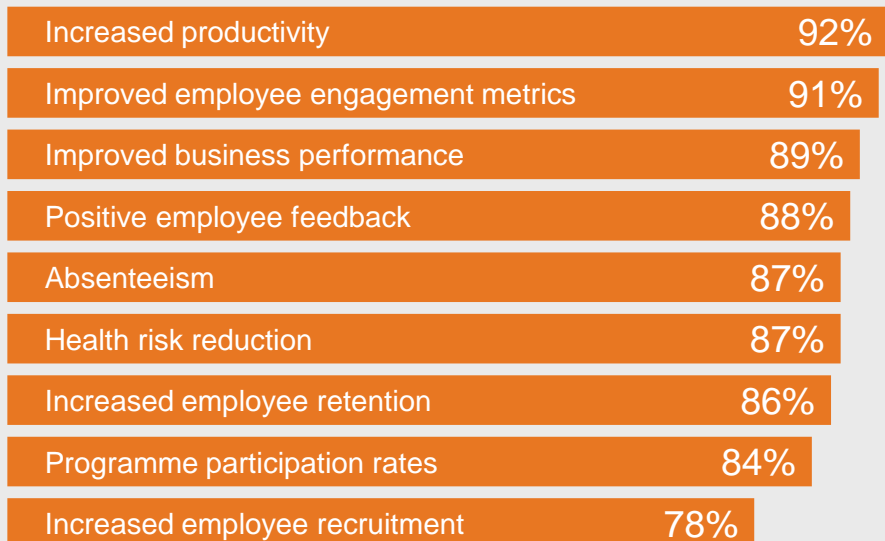 Increased productivity 92%
Improved employee engagement metrics 91%
Improved business performance 89%
Positive employee feedback 88%
Absenteeism 87%
Health risk reduction 87%
Increased employee retention 86%
Programme participation rates 84%
Increased employee recruitment 78%